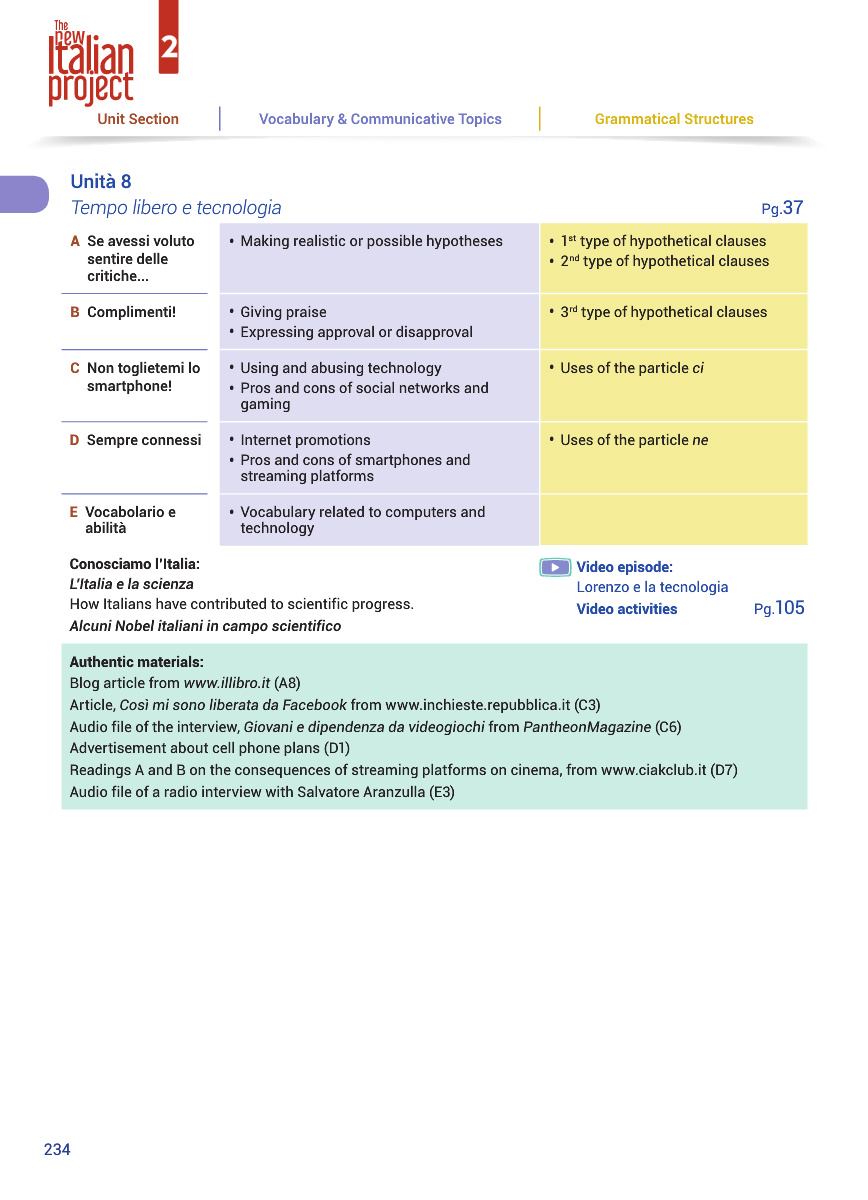 The
new
Italian
project
2
Unit Section
Vocabulary & Communicative Topics
Grammatical Structures
Unità 8
Tempo libero e tecnologia
Pg.37
A Se avessi voluto
sentire delle
critiche...
• Making realistic or possible hypotheses
• 1st type of hypothetical clauses
• 2nd type of hypothetical clauses
B Complimenti!
• Giving praise
• Expressing approval or disapproval
• 3rd type of hypothetical clauses
C Non toglietemi lo
smartphone!
• Using and abusing technology
• Pros and cons of social networks and
gaming
• Uses of the particle ci
D Sempre connessi
• Internet promotions
• Pros and cons of smartphones and
streaming platforms
• Uses of the particle ne
E Vocabolario e
abilità
• Vocabulary related to computers and
technology
Conosciamo l'Italia:
L'Italia e la scienza
How Italians have contributed to scientific progress.
Alcuni Nobel italiani in campo scientifico
Video episode:
Lorenzo e la tecnologia
Video activities
Pg.105
Authentic materials:
Blog article from www.illibro.it (A8)
Article, Così mi sono liberata da Facebook from www.inchieste.repubblica.it (C3)
Audio file of the interview, Giovani e dipendenza da videogiochi from PantheonMagazine (C6)
Advertisement about cell phone plans (D1)
Readings A and B on the consequences of streaming platforms on cinema, from www.ciakclub.it (D7)
Audio file of a radio interview with Salvatore Aranzulla (E3)
234